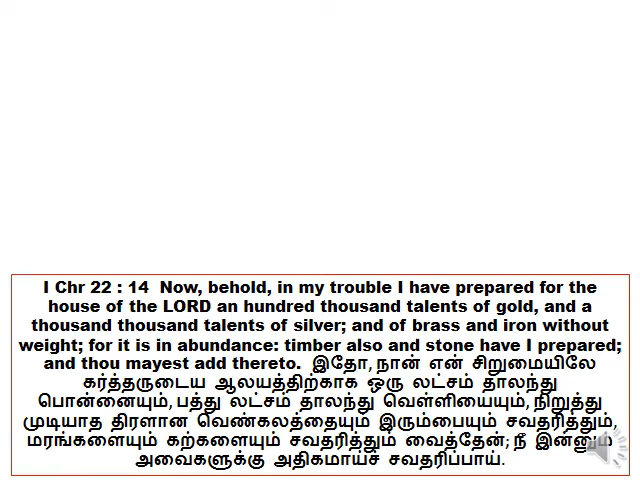 I Chr 22 : 14  Now, behold, in my trouble I have prepared for the
house of the LORD an hundred thousand talents of gold, and a
thousand thousand talents of silver; and of brass and iron without
weight; for it is in abundance: timber also and stone have I prepared;
and thou mayest add thereto.  இதோ, நான் என் சிறுமையிலே
கர்த்தருடைய ஆலயத்திற்காக ஒரு லட்சம் தாலந்து
பொன்னையும், பத்து லட்சம் தாலந்து வெள்ளியையும், நிறுத்து
முடியாத திரளான வெண்கலத்தையும் இரும்பையும் சவதரித்தும்,
மரங்களையும் கற்களையும் சவதரித்தும் வைத்தேன்; நீ இன்னும்
அவைகளுக்கு அதிகமாய்ச் சவதரிப்பாய்.